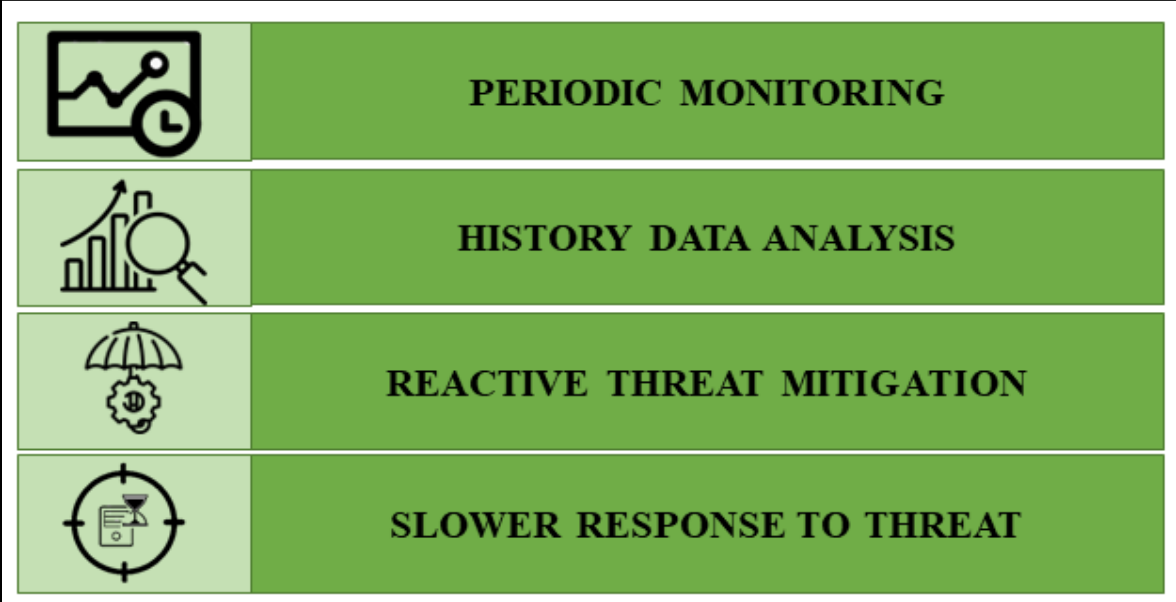 PERIODIC MONITORING
HISTORY DATA ANALYSIS
REACTIVE THREAT MITIGATION
SLOWER RESPONSE TO THREAT